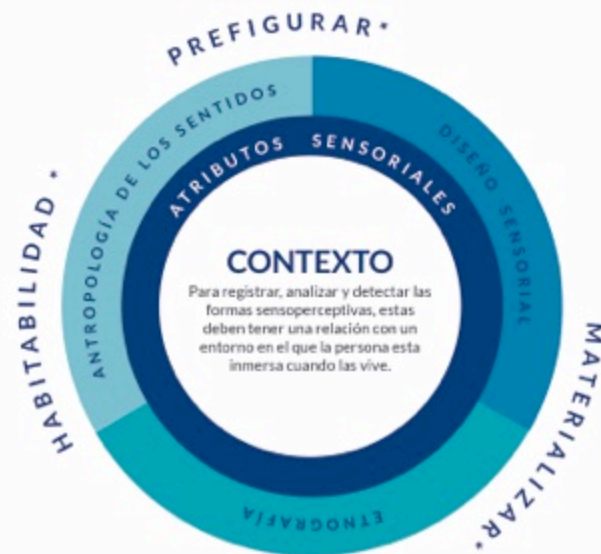 PREFIGURAR*
HABITABILIDAD *
MATERIALIZAR*
ANTROPOLOGÍA DE LOS SENTIDOS
DISEÑO SENSORIAL
ETNOGRAFÍA
ATRIBUTOS SENSORIALES
CONTEXTO
Para registrar, analizar y detectar las
formas sensoperceptivas, estas
deben tener una relación con un
entorno en el que la persona esta
inmersa cuando las vive.